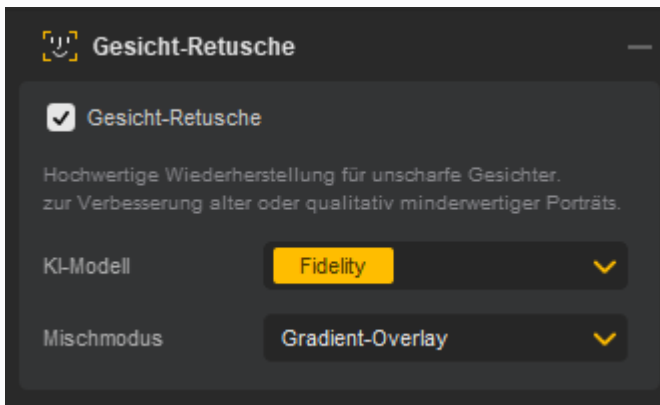 Gesicht-Retusche
Gesicht-Retusche
Hochwertige Wiederherstellung für unscharfe Gesichter.
zur Verbesserung alter oder qualitativ minderwertiger Porträts.
KI-Modell Fidelity
Mischmodus Gradient-Overlay